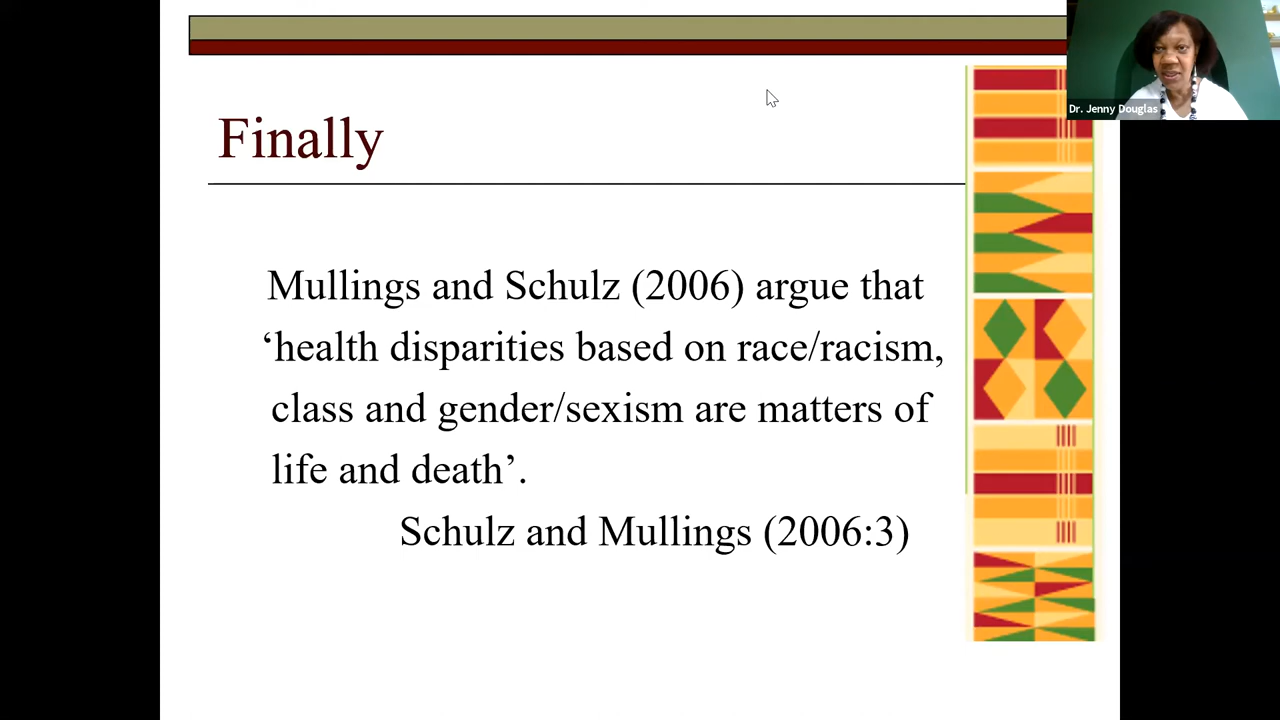 Dr. Jenny Douglas
Finally
Mullings and Schulz (2006) argue that
‘health disparities based on race/racism,
class and gender/sexism are matters of
life and death’.
Schulz and Mullings (2006:3)